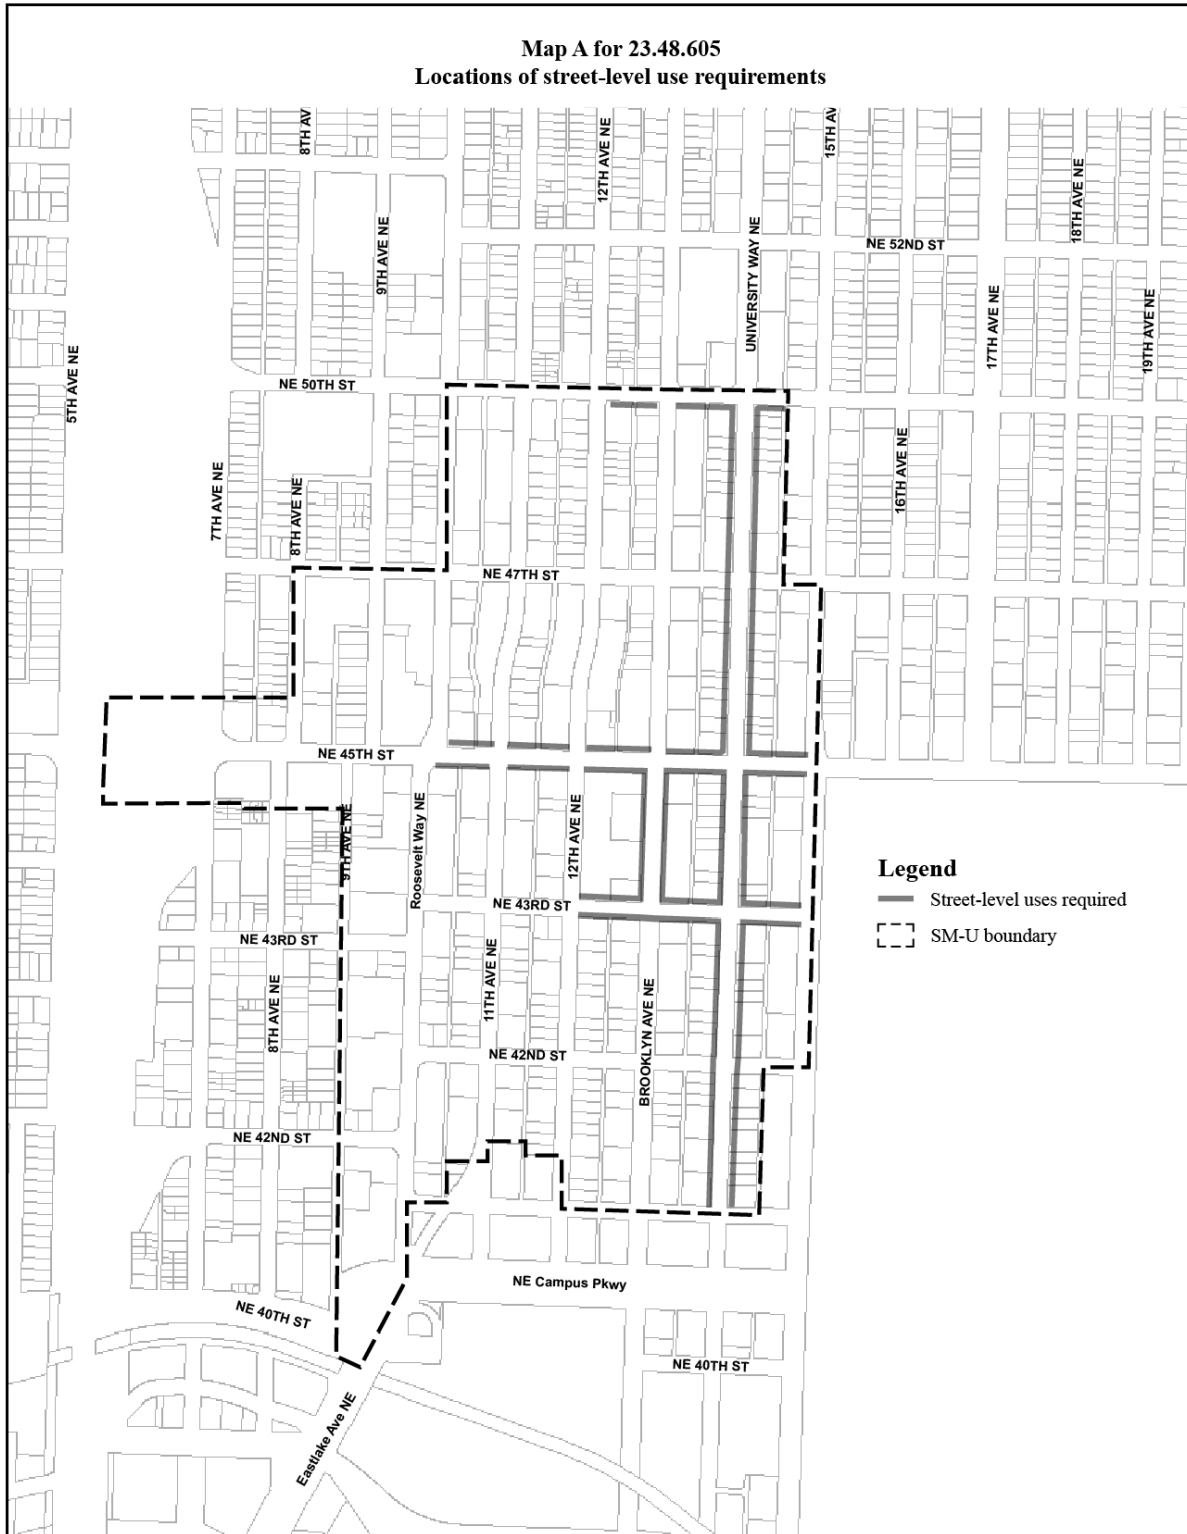 Map A for 23.48.605
Locations of street-level use requirements
8TH AV
12TH AVE NE
15TH AV
18TH AVE NE
9TH AVE NE
UNIVERSITY WAY NE
NE 52ND ST
17TH AVE NE
19TH AVE NE
5TH AVE NE
NE 50TH ST
7TH AVE NE
8TH AVE NE
16TH AVE NE
NE 47TH ST
NE 45TH ST
9TH AVE NE
Roosevelt Way NE
12TH AVE NE
Legend
Street-level uses required
SM-U boundary
NE 43RD ST
NE 43RD ST
8TH AVE NE
11TH AVE NE
BROOKLYN AVE NE
NE 42ND ST
NE 42ND ST
NE Campus Pkwy
NE 40TH ST
NE 40TH ST
Eastlake Ave NE